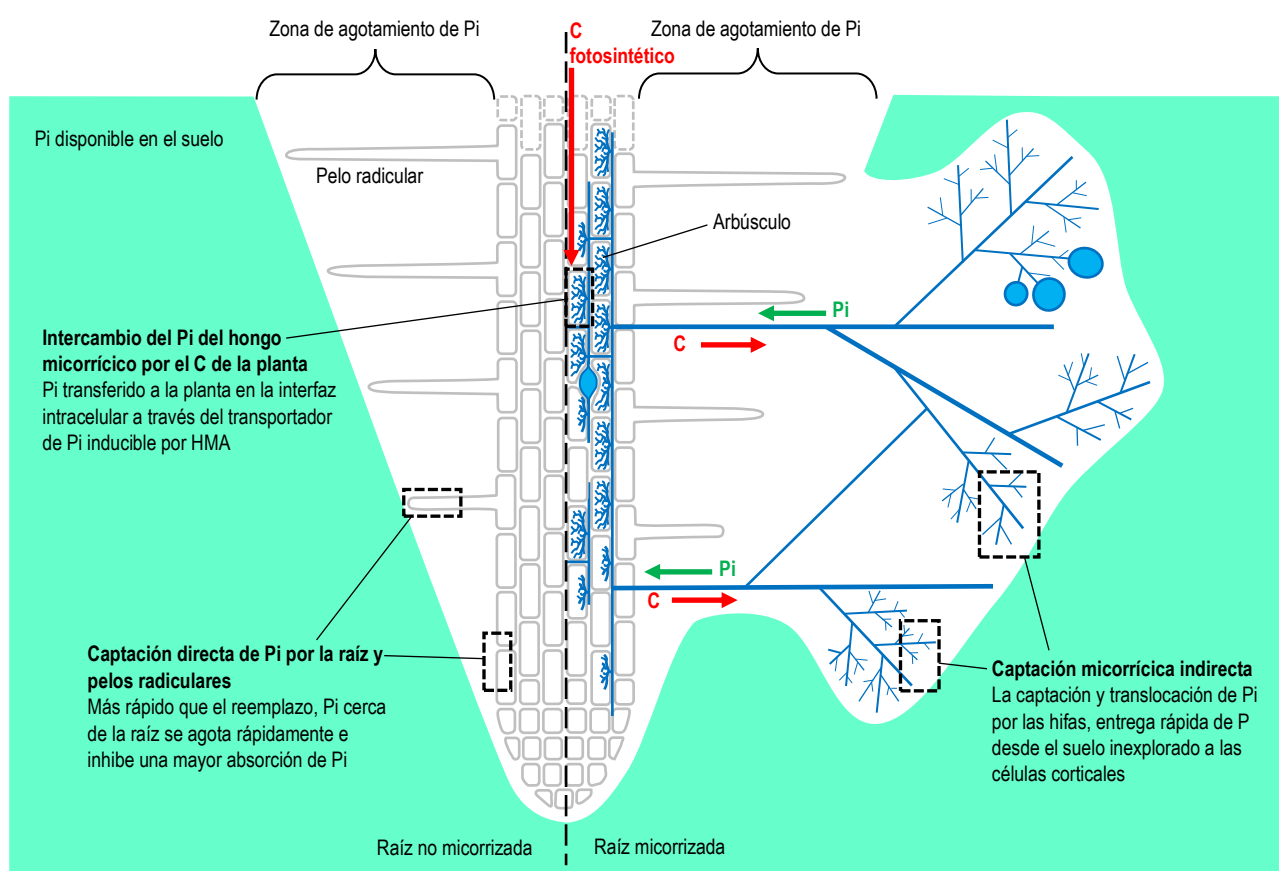 Zona de agotamiento de Pi
C
fotosintético
Zona de agotamiento de Pi
Pi disponible en el suelo
Pelo radicular
Arbúsculo
Pi
C
Intercambio del Pi del hongo
micorrícico por el C de la planta
Pi transferido a la planta en la interfaz
intracelular a través del transportador
de Pi inducible por HMA
Pi
C
Captación directa de Pi por la raíz y
pelos radiculares
Más rápido que el reemplazo, Pi cerca
de la raíz se agota rápidamente e
inhibe una mayor absorción de Pi
Captación micorrícica indirecta
La captación y translocación de Pi
por las hifas, entrega rápida de P
desde el suelo inexplorado a las
células corticales
Raíz no micorrizada
Raíz micorrizada